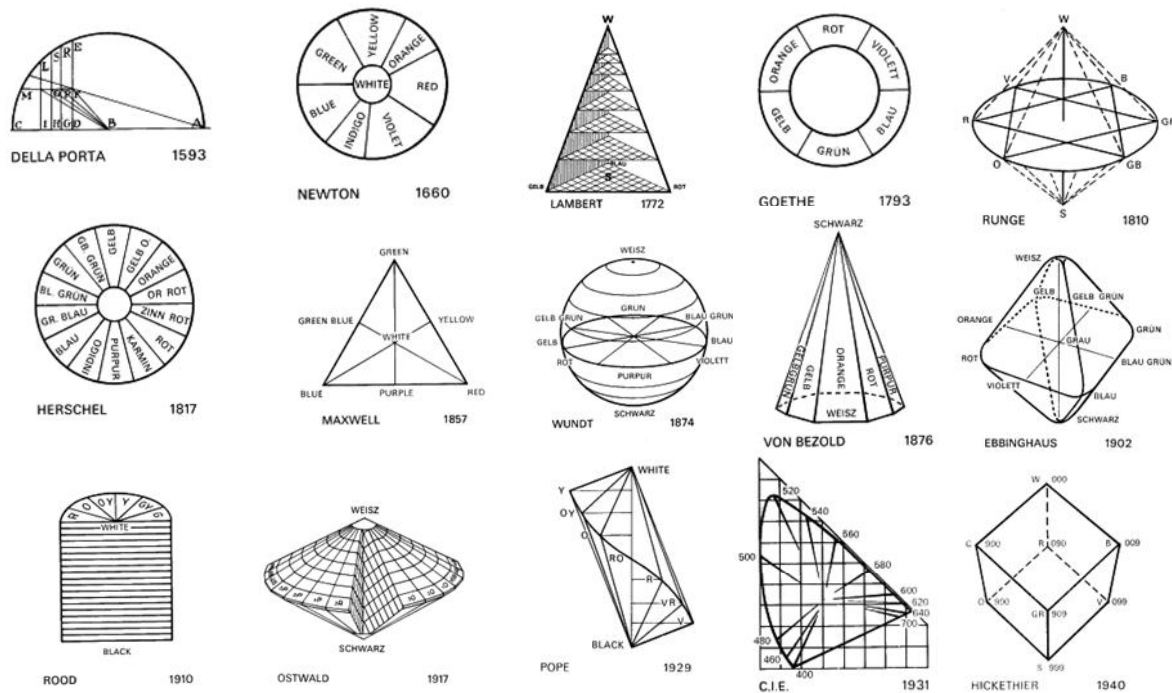 E
R
S
L
M
C
I
H
G
D
B
A
DELLA PORTA 1593
YELLOW
GREEN
ORANGE
WHITE
RED
BLUE
INDIGO
VIOLET
NEWTON 1660
W
BLAU
S
GELB
ROT
LAMBERT 1772
ROT
ORANGE
VIOLETT
GELB
BLAU
GRÜN
GOETHE 1793
W
V
B
R
O
GB
S
RUNGE 1810
GELB
GB. GRÜN
GELB O.
GRÜN
ORANGE
BL. GRÜN
OR ROT
GR. BLAU
ZINN ROT
BLAU
ROT
INDIGO
PURPUR
KARMIN
HERSCHEL 1817
GREEN
GREEN BLUE
YELLOW
WHITE
BLUE
PURPLE
RED
MAXWELL 1857
WEISZ
GRÜN
GELB GRÜN
BLAU GRÜN
GELB
BLAU
ROT
VIOLETT
PURPUR
SCHWARZ
WUNDT 1874
SCHWARZ
GELBGRÜN
GELB
ORANGE
ROT
PURPUR
WEISZ
VON BEZOLD 1876
WEISZ
GELB
GELB GRÜN
ORANGE
GRÜN
GRAU
ROT
BLAU GRÜN
VIOLETT
BLAU
SCHWARZ
EBBINGHAUS 1902
R
O
OY
Y
GY
G
WHITE
BLACK
ROOD 1910
WEISZ
SCHWARZ
OSTWALD 1917
WHITE
Y
OY
O
RO
R
VR
V
BLACK
POPE 1929
520
540
500
560
580
600
620
640
700
480
460
400
C.I.E. 1931
W 000
C 900
R 090
B 009
O 990
GR 909
V 099
S 999
HICKETHIER 1940